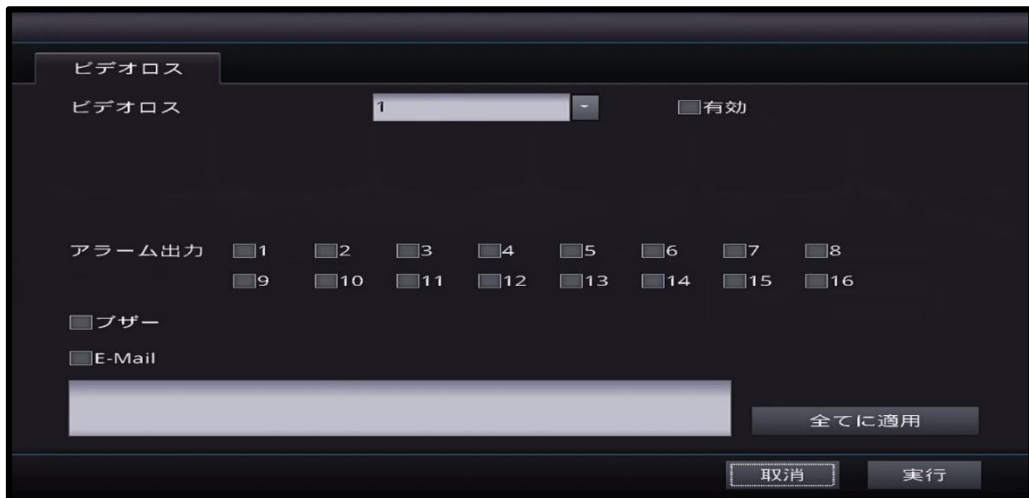 ビデオロス
ビデオロス 1 有効
アラーム出力 1 2 3 4 5 6 7 8
9 10 11 12 13 14 15 16
ブザー
E-Mail
全てに適用
取消 実行